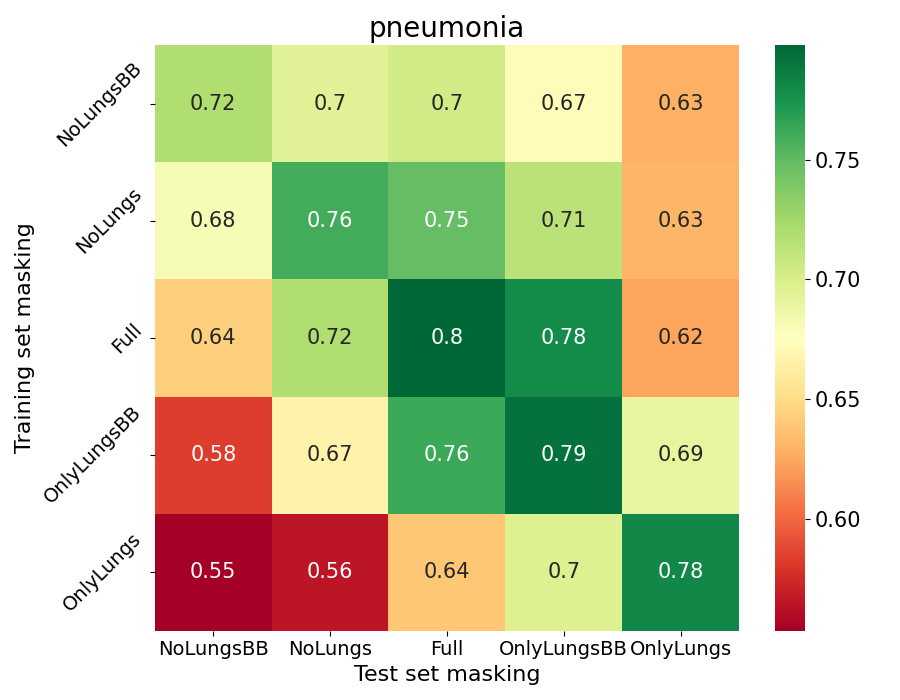 pneumonia
Training set masking
NoLungsBB 0.72 0.7 0.7 0.67 0.63
NoLungs 0.68 0.76 0.75 0.71 0.63
Full 0.64 0.72 0.8 0.78 0.62
OnlyLungsBB 0.58 0.67 0.76 0.79 0.69
OnlyLungs 0.55 0.56 0.64 0.7 0.78
NoLungsBB NoLungs Full OnlyLungsBB OnlyLungs
Test set masking
0.75
0.70
0.65
0.60